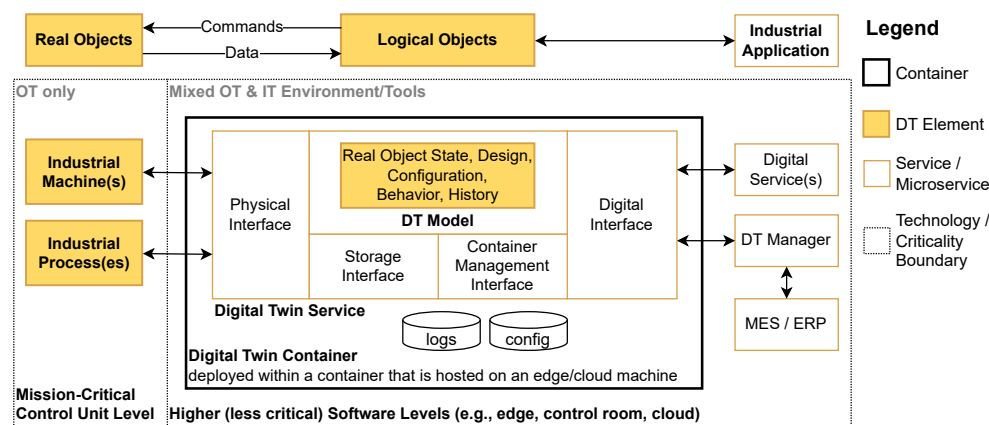 Real Objects
Commands
Data
Logical Objects
Industrial
Application
Legend
Container
DT Element
Service /
Microservice
Technology /
Criticality
Boundary
OT only
Mixed OT & IT Environment/Tools
Industrial
Machine(s)
Industrial
Process(es)
Physical
Interface
Real Object State, Design,
Configuration,
Behavior, History
DT Model
Storage
Interface
Container
Management
Interface
Digital
Interface
Digital Twin Service
logs
config
Digital Twin Container
deployed within a container that is hosted on an edge/cloud machine
Digital
Service(s)
DT Manager
MES / ERP
Mission-Critical
Control Unit Level
Higher (less critical) Software Levels (e.g., edge, control room, cloud)